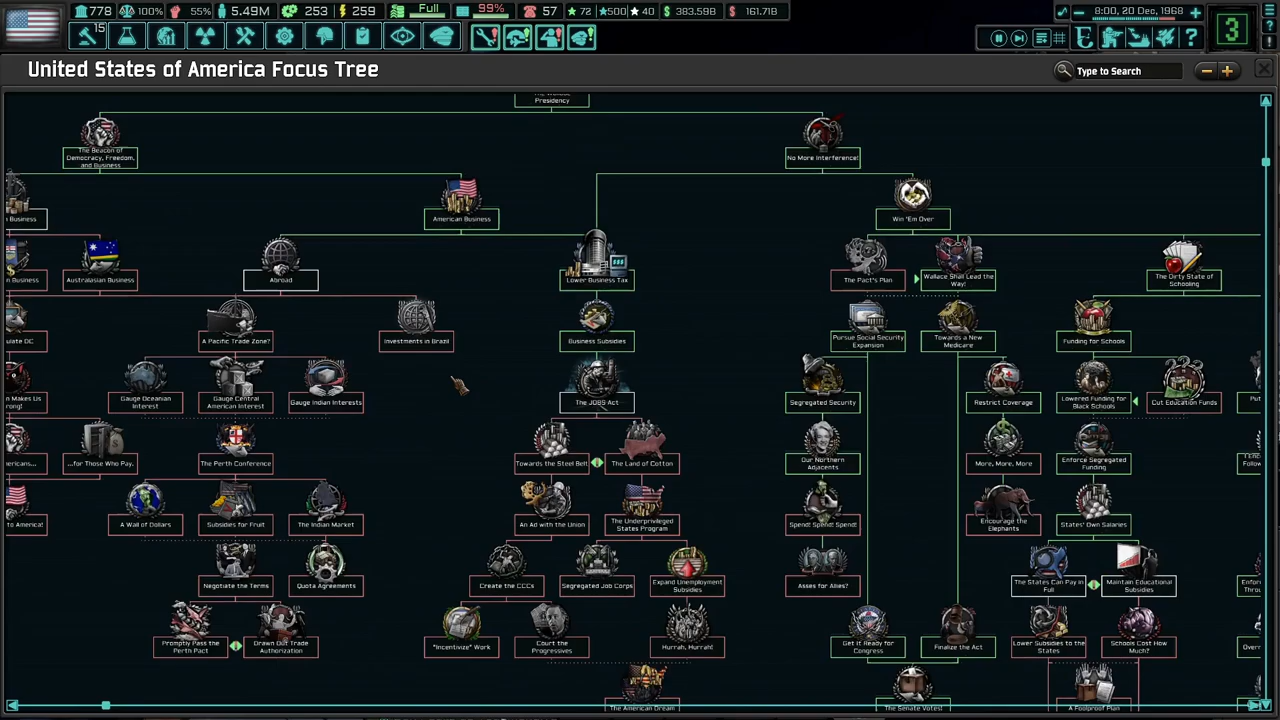 778 100% 55% 5.49M 253 259 Full 99% 57 72 500 40 383.59B 161.71B
8:00, 20 Dec, 1968
15
3
United States of America Focus Tree
Type to Search
Presidency
The Beacon of
Democracy, Freedom,
and Business
No More Interference!
Business
American Business
Win 'Em Over
Business
Australasian Business
Abroad
Lower Business Tax
The Pact's Plan
Wallace Shall Lead the
Way!
The Dirty State of
Schooling
A Pacific Trade Zone?
Investments in Brazil
Business Subsidies
Pursue Social Security
Expansion
Towards a New
Medicare
Funding for Schools
Gauge Oceanian
Interest
Gauge Central
American Interest
Gauge Indian Interests
The JOBS Act
Segregated Security
Restrict Coverage
Lowered Funding for
Black Schools
Cut Education Funds
...for Those Who Pay.
The Perth Conference
Towards the Steel Belt
The Land of Cotton
Our Northern
Adjacents
More, More, More
Enforce Segregated
Funding
to America!
A Wall of Dollars
Subsidies for Fruit
The Indian Market
An Ad with the Union
The Underprivileged
States Program
Spend! Spend! Spend!
Encourage the
Elephants
States' Own Salaries
Negotiate the Terms
Quota Agreements
Create the CCCs
Segregated Job Corps
Expand Unemployment
Subsidies
Asses for Allies?
The States Can Pay in
Full
Maintain Educational
Subsidies
Promptly Pass the
Perth Pact
Drawn Out Trade
Authorization
"Incentivize" Work
Court the
Progressives
Hurrah, Hurrah!
Get It Ready for
Congress
Finalize the Act
Lower Subsidies to the
States
Schools Cost How
Much?
The American Dream
The Senate Votes!
A Foolproof Plan